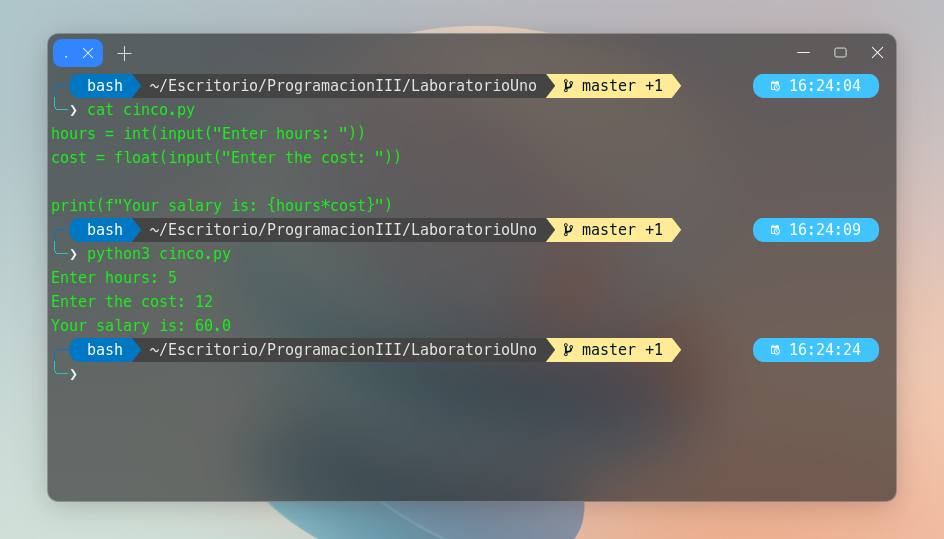 .
bash ~/Escritorio/ProgramacionIII/LaboratorioUno master +1 16:24:04
❯ cat cinco.py
hours = int(input("Enter hours: "))
cost = float(input("Enter the cost: "))
print(f"Your salary is: {hours*cost}")
bash ~/Escritorio/ProgramacionIII/LaboratorioUno master +1 16:24:09
❯ python3 cinco.py
Enter hours: 5
Enter the cost: 12
Your salary is: 60.0
bash ~/Escritorio/ProgramacionIII/LaboratorioUno master +1 16:24:24
❯